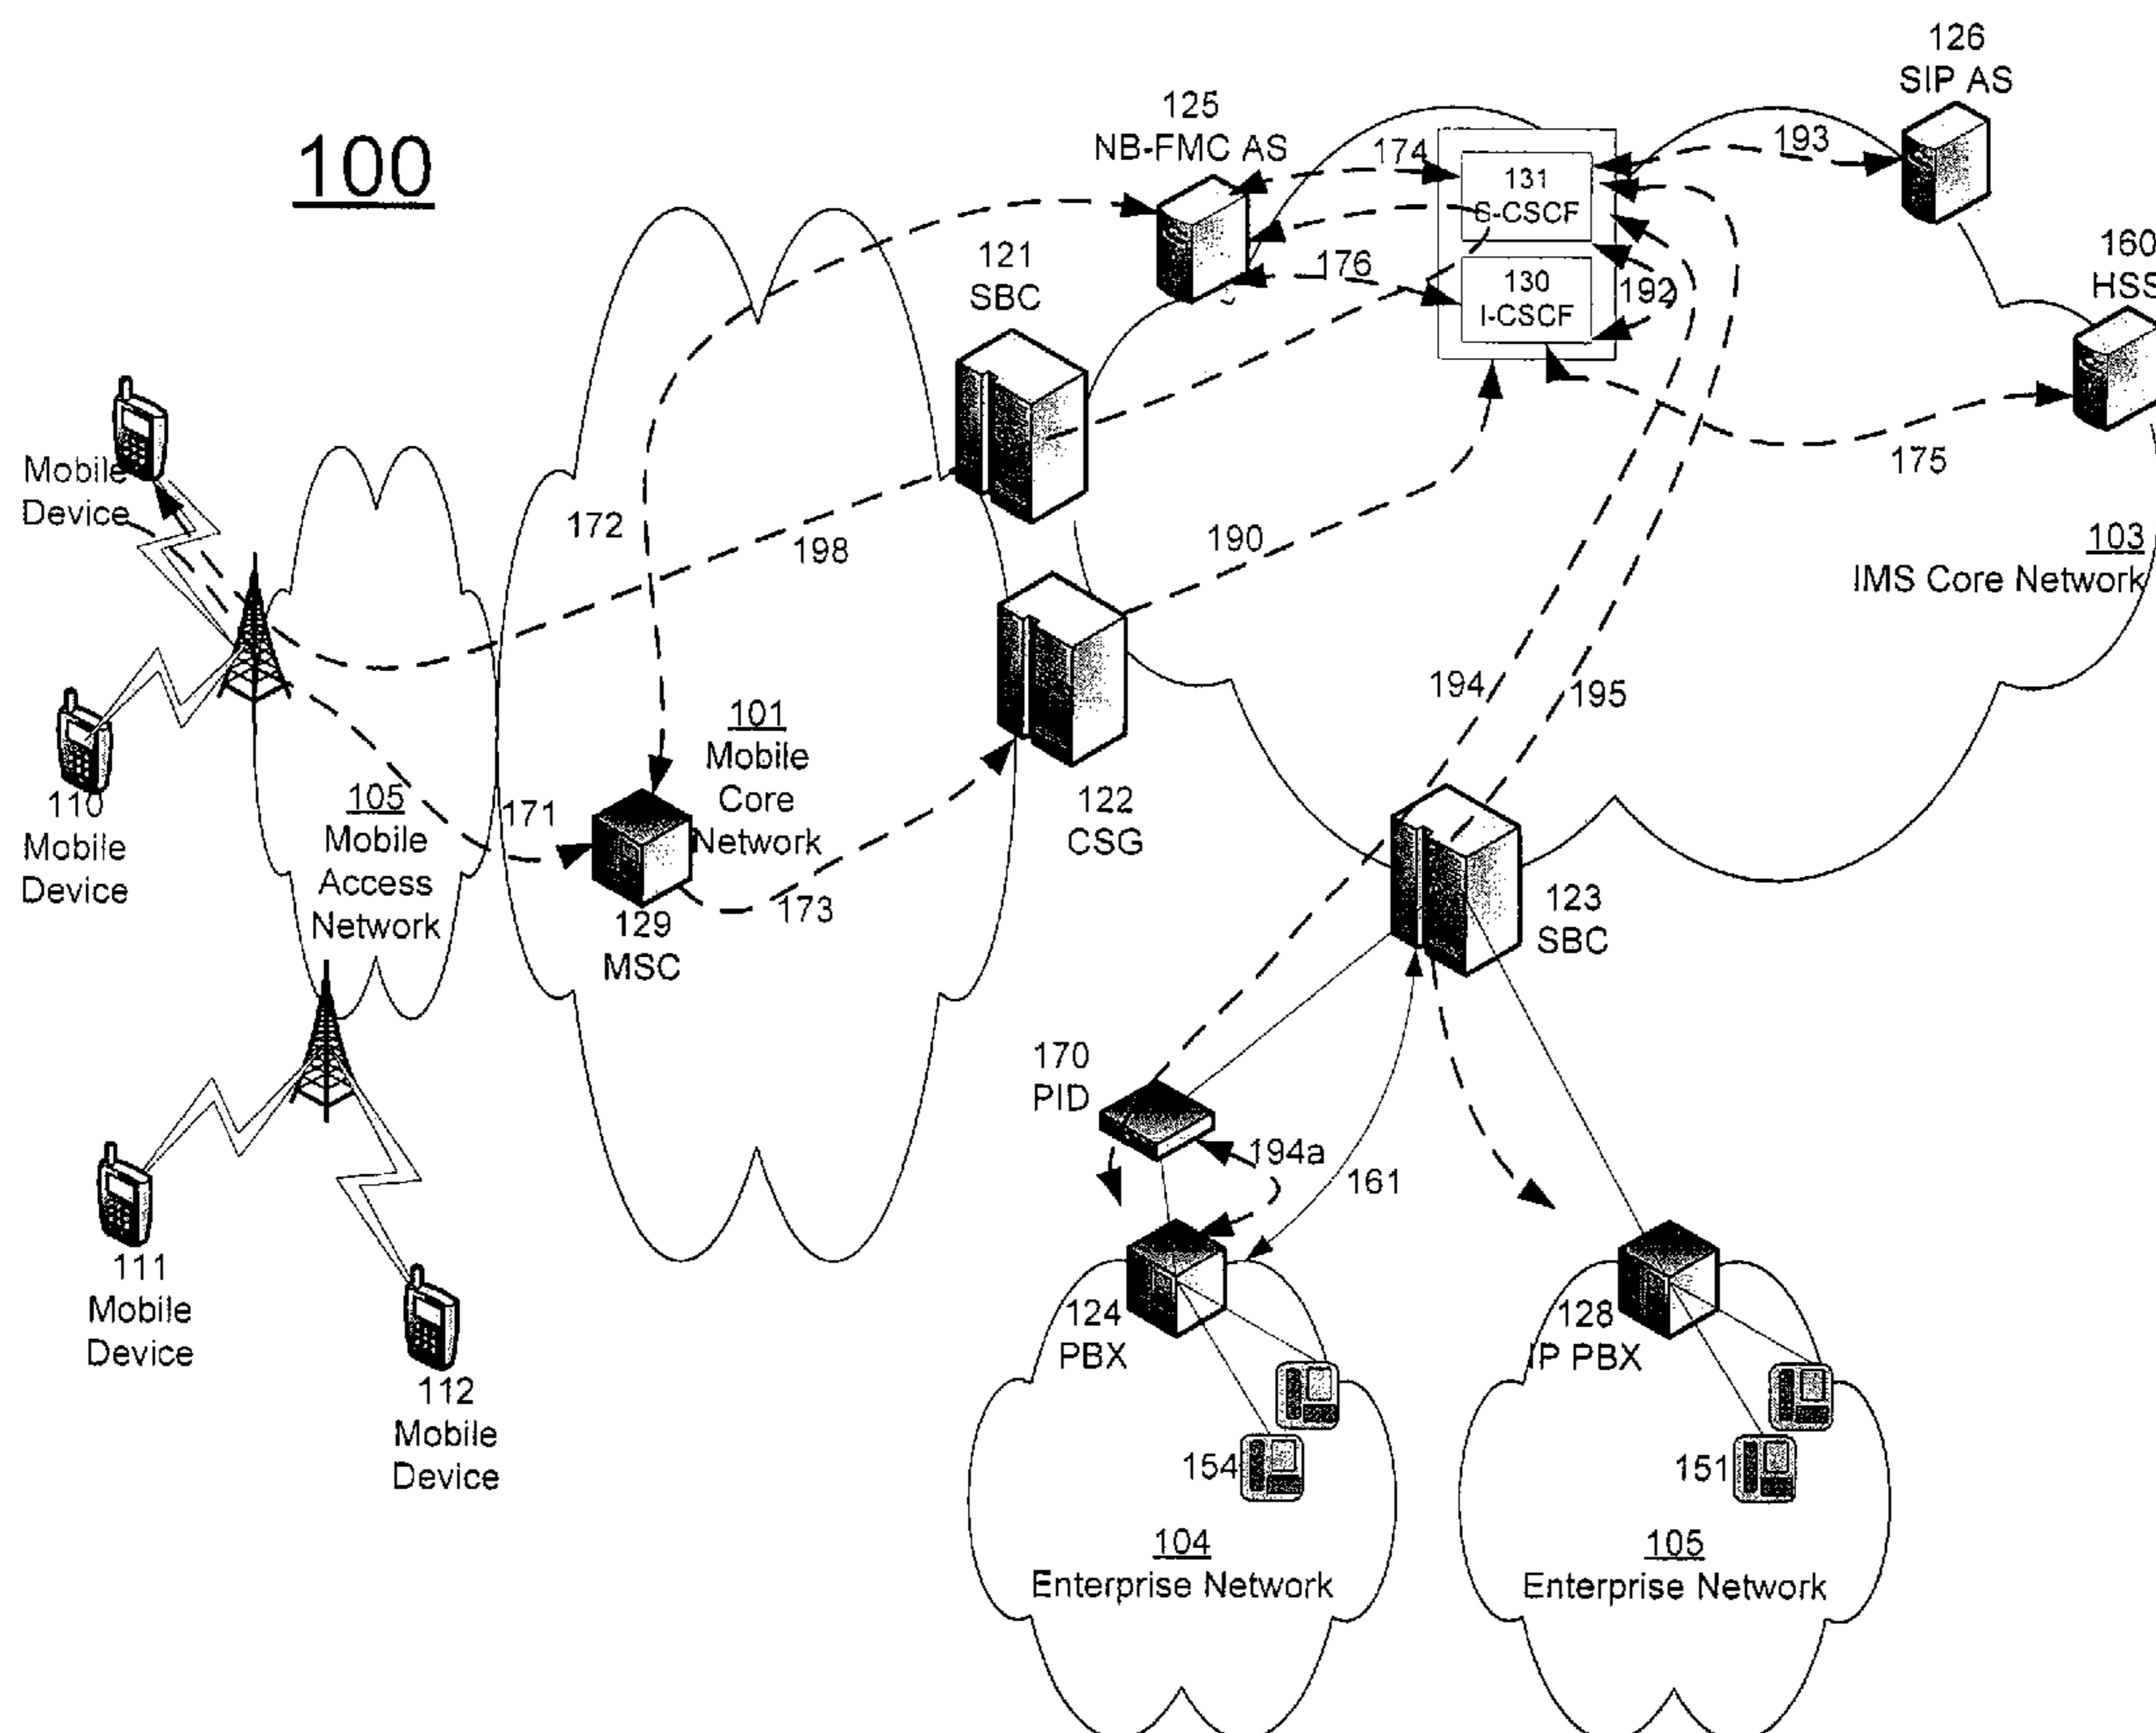 100
126
SIP AS
125
NB-FMC AS
174
131
S-CSCF
193
160
HSS
121
SBC
176
130
I-CSCF
192
175
Mobile
Device
172
198
190
103
IMS Core Network
194
195
110
Mobile
Device
105
Mobile
Access
Network
171
101
Mobile
Core
Network
122
CSG
173
129
MSC
123
SBC
170
PID
194a
161
111
Mobile
Device
112
Mobile
Device
124
PBX
128
IP PBX
154
151
104
Enterprise Network
105
Enterprise Network